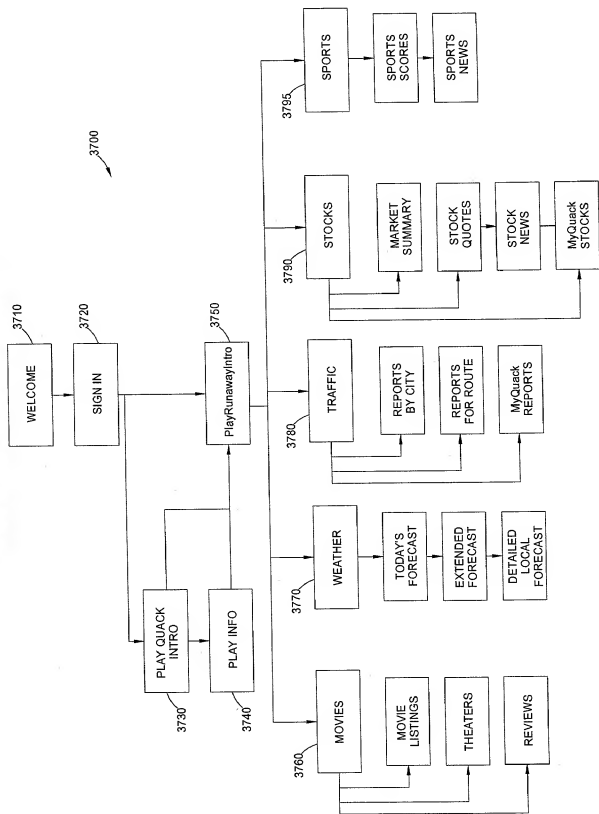 3700
3710
WELCOME
3720
SIGN IN
3730
PLAY QUACK
INTRO
3740
PLAY INFO
3750
PlayRunawayIntro
3760
MOVIES
MOVIE
LISTINGS
THEATERS
REVIEWS
3770
WEATHER
TODAY'S
FORECAST
EXTENDED
FORECAST
DETAILED
LOCAL
FORECAST
3780
TRAFFIC
REPORTS
BY CITY
REPORTS
FOR ROUTE
MyQuack
REPORTS
3790
STOCKS
MARKET
SUMMARY
STOCK
QUOTES
STOCK
NEWS
MyQuack
STOCKS
3795
SPORTS
SPORTS
SCORES
SPORTS
NEWS